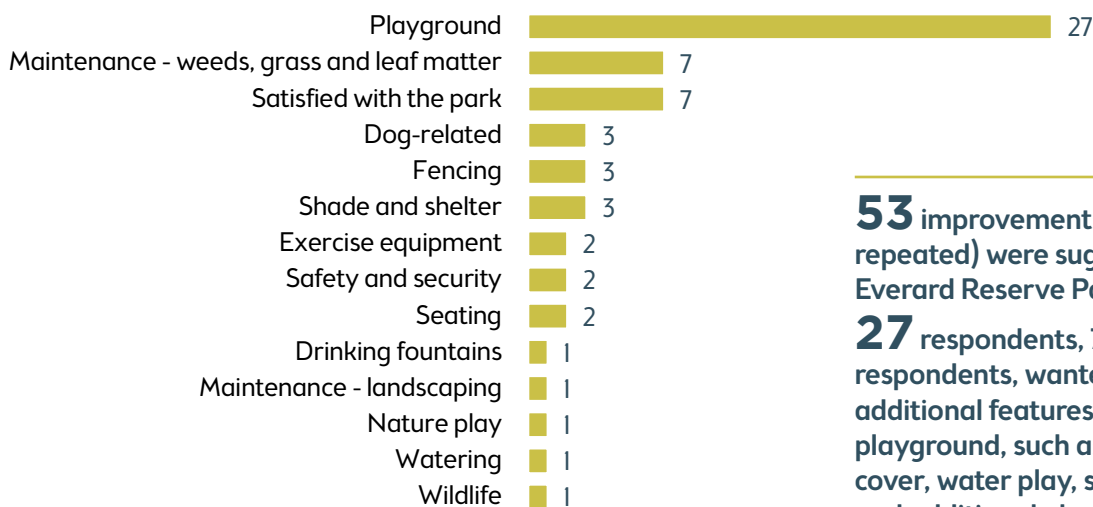 Playground 27
Maintenance - weeds, grass and leaf matter 7
Satisfied with the park 7
Dog-related 3
Fencing 3
Shade and shelter 3
Exercise equipment 2
Safety and security 2
Seating 2
Drinking fountains 1
Maintenance - landscaping 1
Nature play 1
Watering 1
Wildlife 1
53 improvement
repeated) were
Everard Reserve
27 respondents,
respondents,
additional features
playground, such
cover, water play,